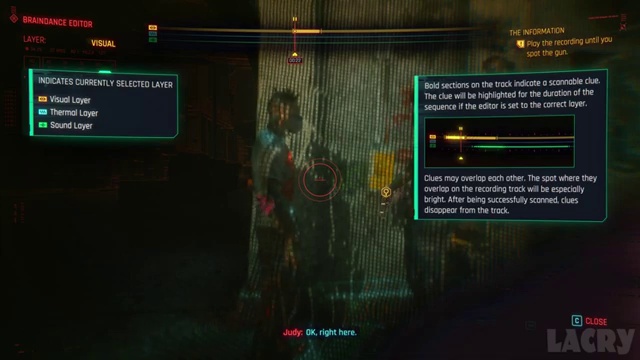 BRAINDANCE EDITOR
LAYER:
VISUAL
00:07
THE INFORMATION
Play the recording until you
spot the gun.
INDICATES CURRENTLY SELECTED LAYER
Visual Layer
Thermal Layer
Sound Layer
Bold sections on the track indicate a scannable clue.
The clue will be highlighted for the duration of the
sequence if the editor is set to the correct layer.
Clues may overlap each other. The spot where they
overlap on the recording track will be especially
bright. After being successfully scanned, clues
disappear from the track.
Judy: OK, right here.
C CLOSE
LACRY